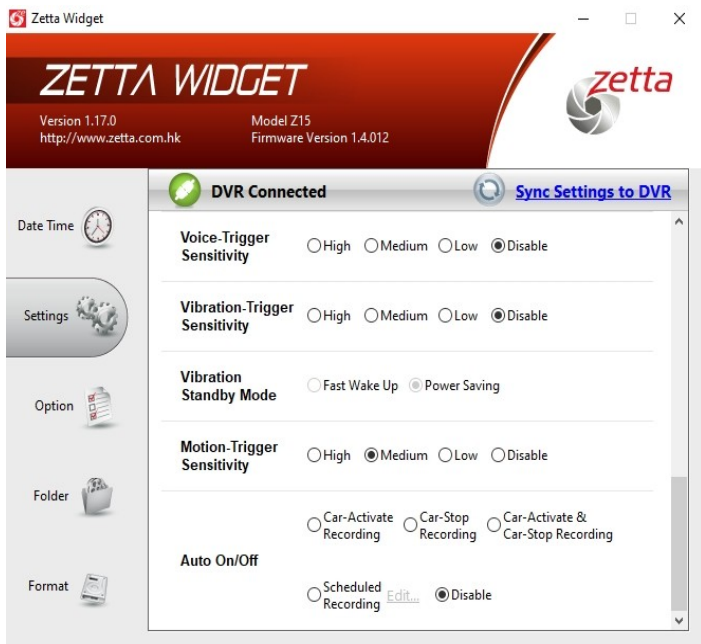 Zetta Widget
ZETTA WIDGET
zetta
Version 1.17.0 Model Z15
http://www.zetta.com.hk Firmware Version 1.4.012
DVR Connected Sync Settings to DVR
Date Time
Settings
Option
Folder
Format
Voice-Trigger
Sensitivity
High Medium Low Disable
Vibration-Trigger
Sensitivity
High Medium Low Disable
Vibration
Standby Mode
Fast Wake Up Power Saving
Motion-Trigger
Sensitivity
High Medium Low Disable
Auto On/Off
Car-Activate
Recording
Car-Stop
Recording
Car-Activate &
Car-Stop Recording
Scheduled
Recording
Edit...
Disable